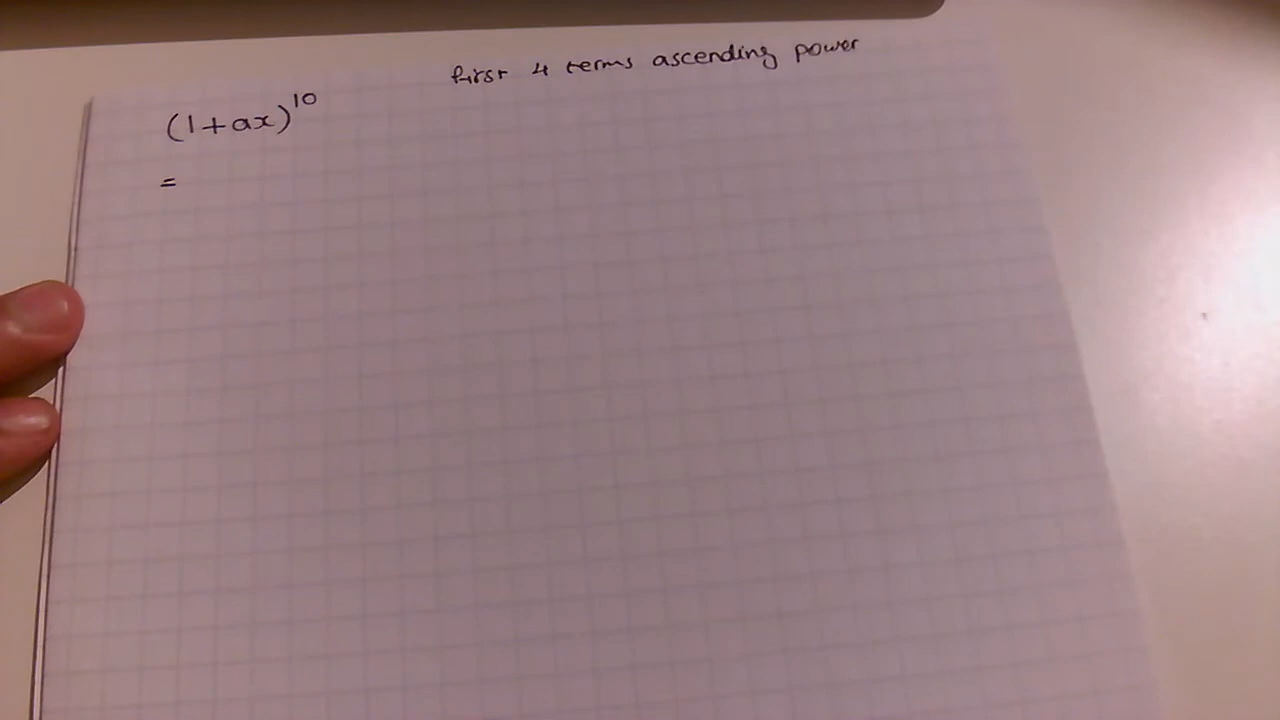 first 4 terms ascending power
(1+ax)^10
=